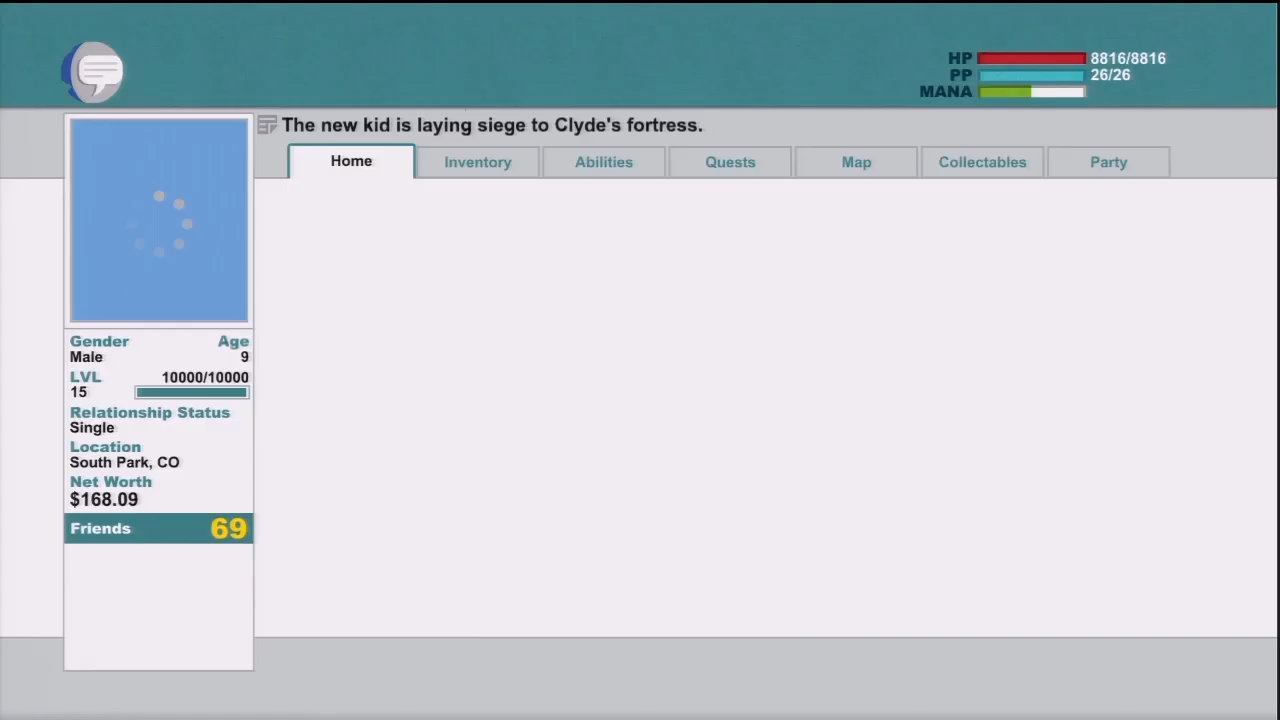 HP 8816/8816
PP 26/26
MANA
The new kid is laying siege to Clyde's fortress.
Home Inventory Abilities Quests Map Collectables Party
Gender Age
Male 9
LVL 10000/10000
15
Relationship Status
Single
Location
South Park, CO
Net Worth
$168.09
Friends 69